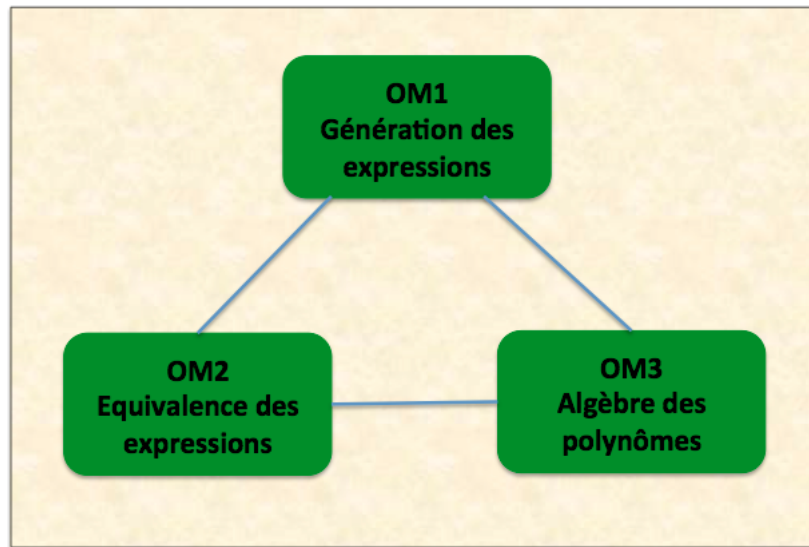 OM1
Génération des
expressions
OM2
Equivalence des
expressions
OM3
Algèbre des
polynômes